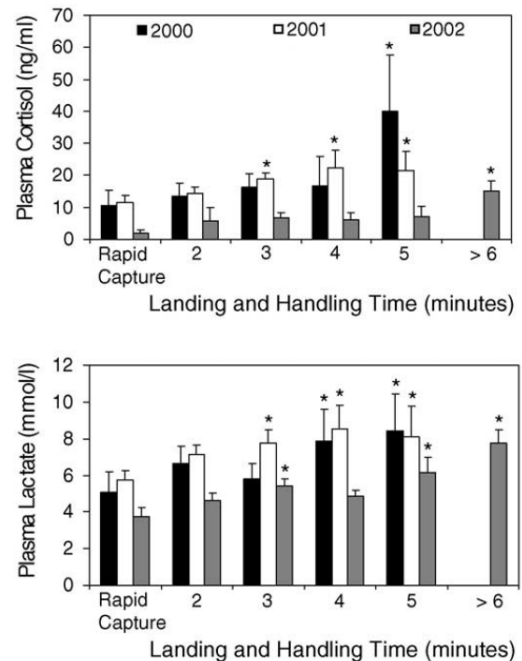 70
60
50
40
30
20
10
0
Plasma Cortisol (ng/ml)
2000 2001 2002
* * * * *
Rapid Capture 2 3 4 5 > 6
Landing and Handling Time (minutes)
12
10
8
6
4
2
0
Plasma Lactate (mmol/l)
* * * * * * * *
Rapid Capture 2 3 4 5 > 6
Landing and Handling Time (minutes)